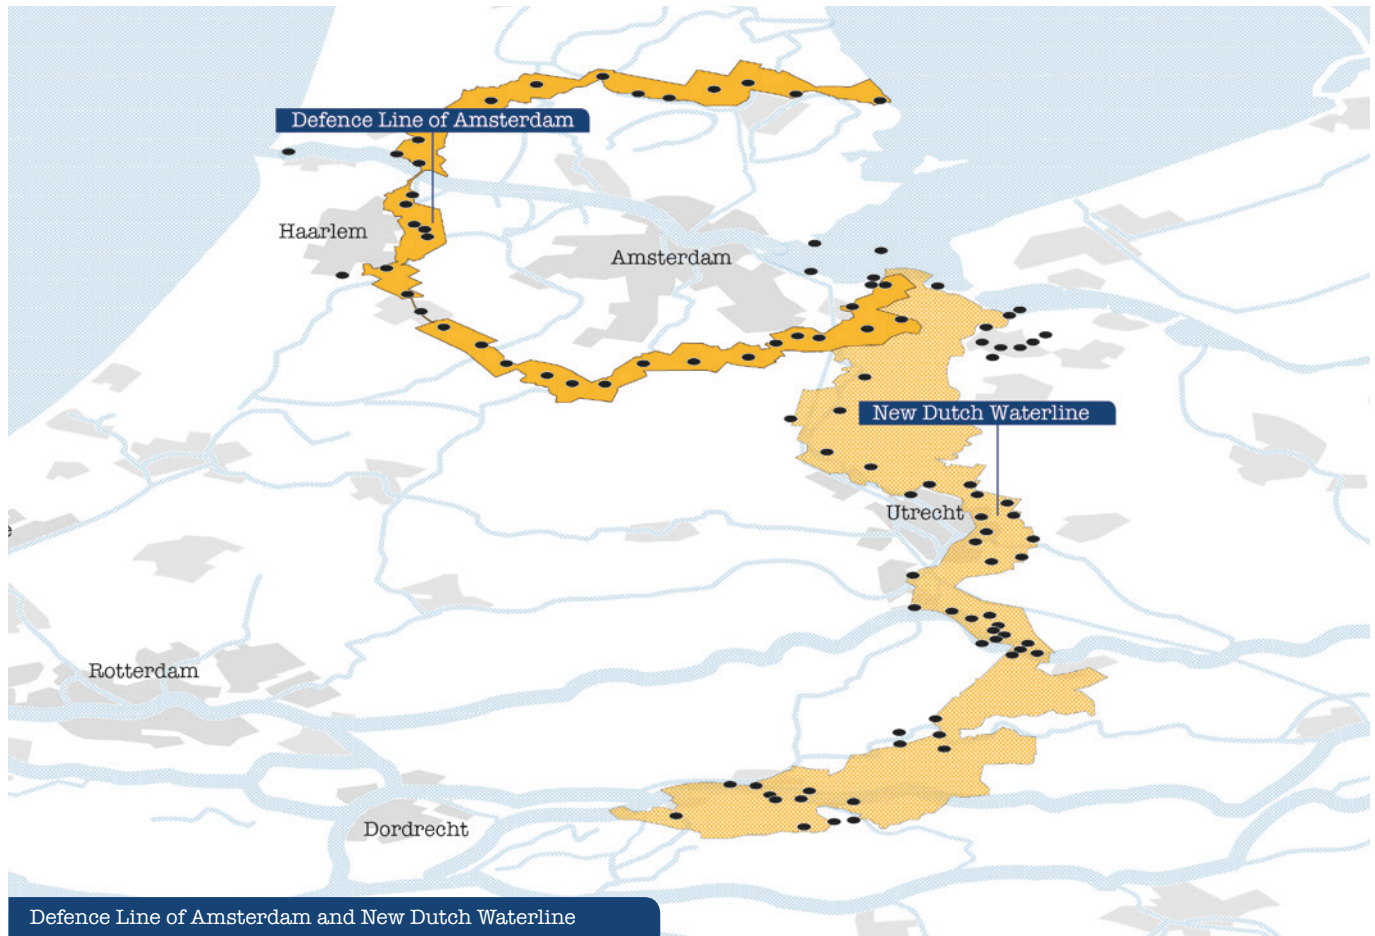 Defence Line of Amsterdam
Haarlem
Amsterdam
New Dutch Waterline
Utrecht
e
Rotterdam
Dordrecht
Defence Line of Amsterdam and New Dutch Waterline